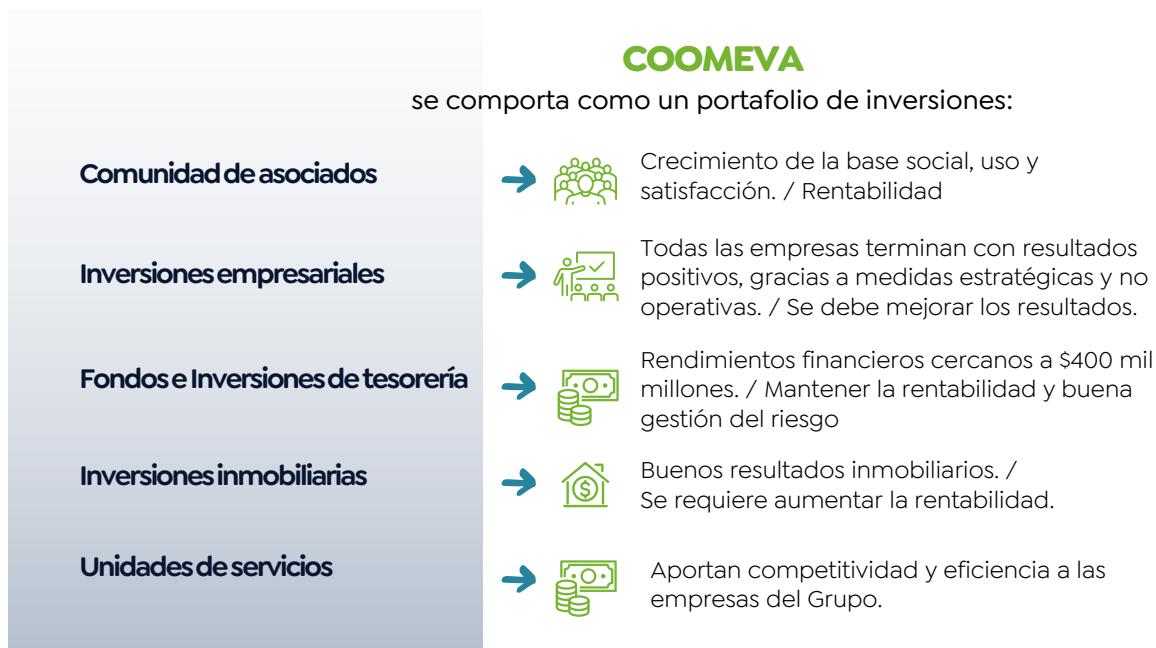 COOMEVA
se comporta como un portafolio de inversiones:
Comunidad de asociados
Crecimiento de la base social, uso y
satisfacción. / Rentabilidad
Inversiones empresariales
Todas las empresas terminan con resultados
positivos, gracias a medidas estratégicas y no
operativas. / Se debe mejorar los resultados.
Fondos e Inversiones de tesorería
Rendimientos financieros cercanos a $400 mil
millones. / Mantener la rentabilidad y buena
gestión del riesgo
Inversiones inmobiliarias
Buenos resultados inmobiliarios. /
Se requiere aumentar la rentabilidad.
Unidades de servicios
Aportan competitividad y eficiencia a las
empresas del Grupo.